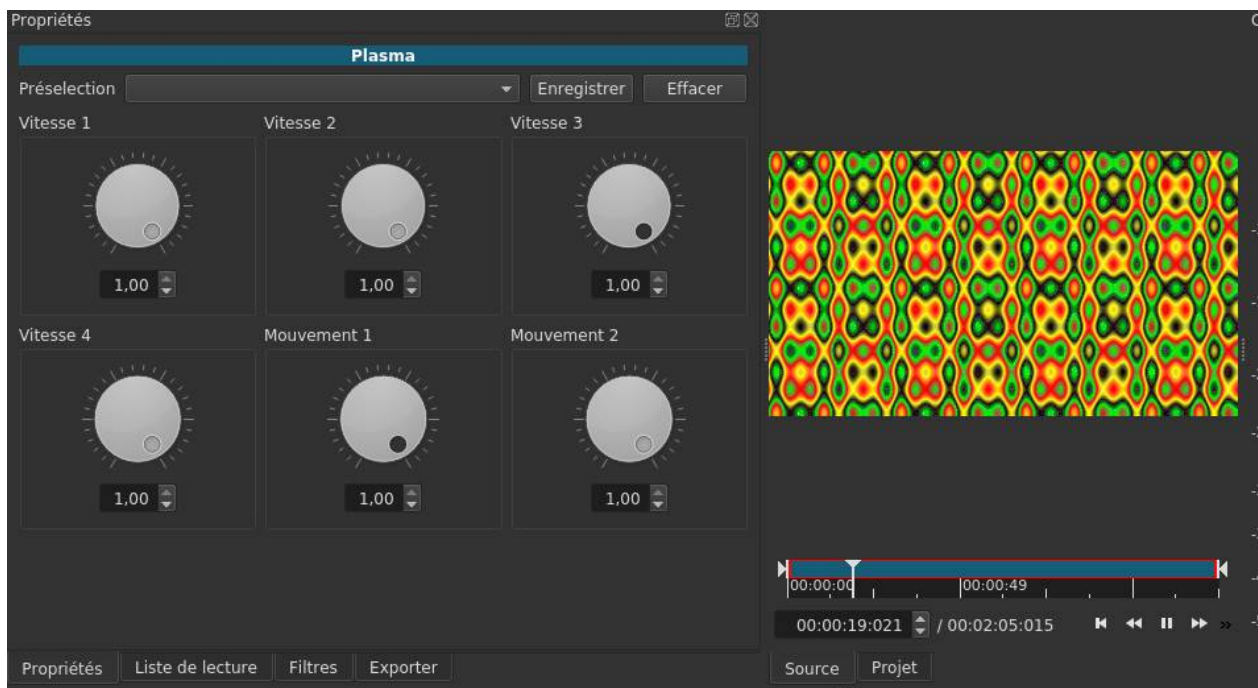 Propriétés
Plasma
Préselection Enregistrer Effacer
Vitesse 1 Vitesse 2 Vitesse 3
1,00 1,00 1,00
Vitesse 4 Mouvement 1 Mouvement 2
1,00 1,00 1,00
00:00:00 00:00:49
00:00:19:021 / 00:02:05:015
Propriétés Liste de lecture Filtres Exporter
Source Projet